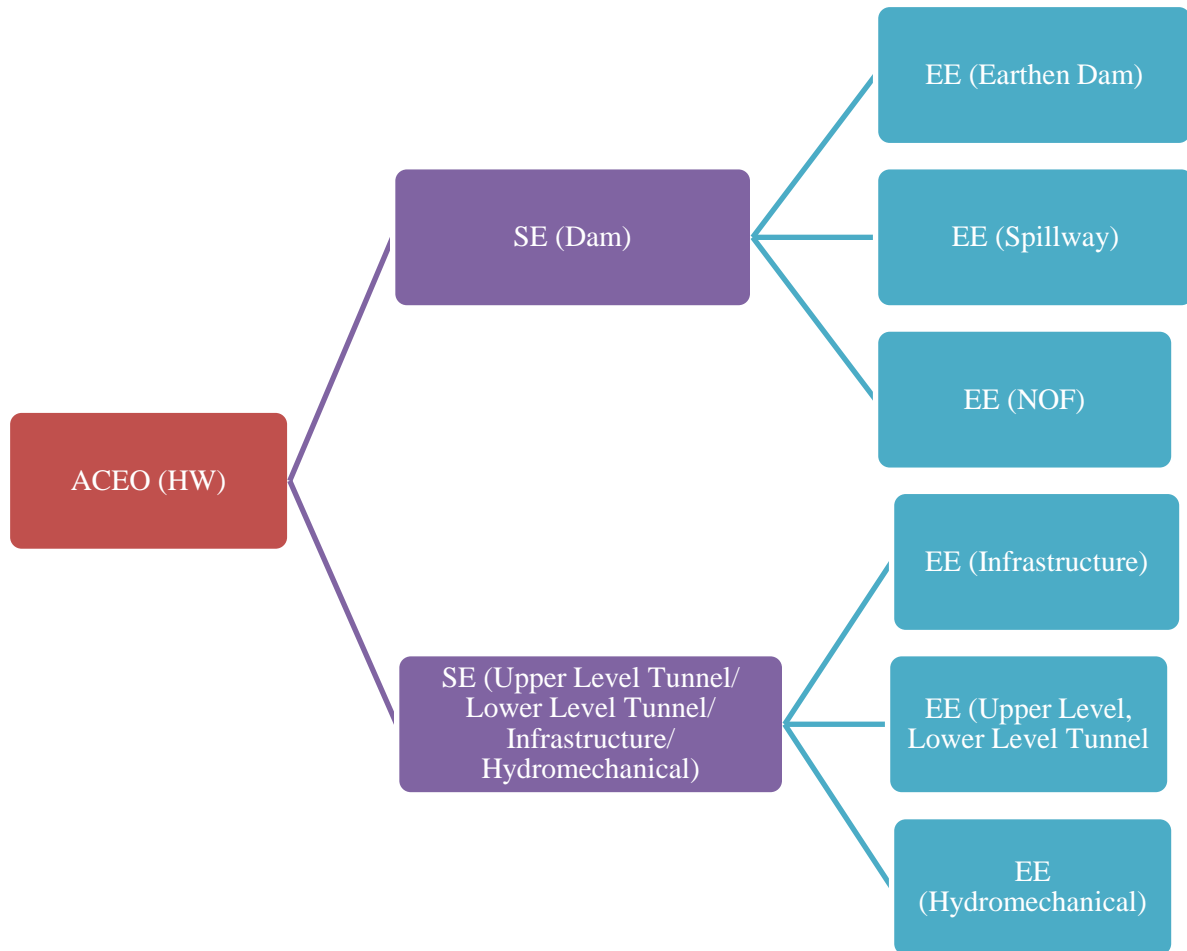 EE (Earthen Dam)
SE (Dam)
EE (Spillway)
EE (NOF)
ACEO (HW)
EE (Infrastructure)
SE (Upper Level Tunnel/
Lower Level Tunnel/
Infrastructure/
Hydromechanical)
EE (Upper Level,
Lower Level Tunnel
EE
(Hydromechanical)